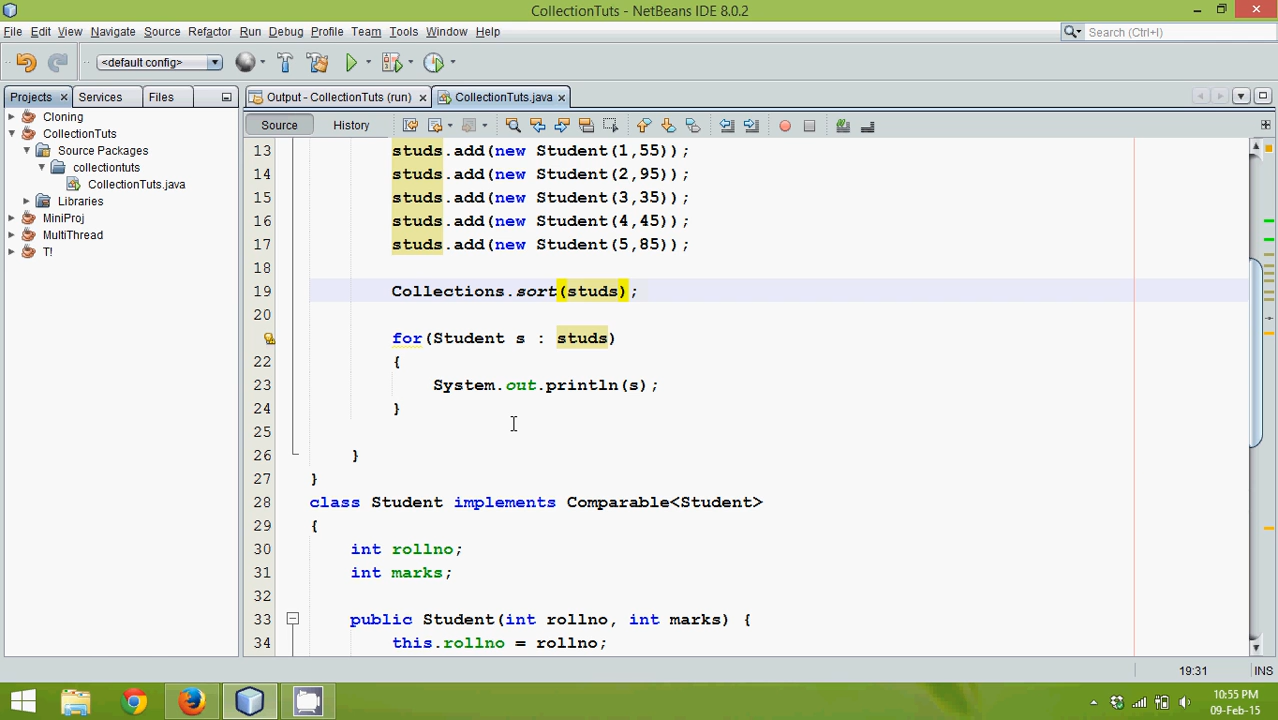 CollectionTuts - NetBeans IDE 8.0.2
File Edit View Navigate Source Refactor Run Debug Profile Team Tools Window Help
Search (Ctrl+I)
<default config>
Projects Services Files
Output - CollectionTuts (run) CollectionTuts.java
Source History
Cloning
CollectionTuts
Source Packages
collectiontuts
CollectionTuts.java
Libraries
MiniProj
MultiThread
T!
13 studs.add(new Student(1,55));
14 studs.add(new Student(2,95));
15 studs.add(new Student(3,35));
16 studs.add(new Student(4,45));
17 studs.add(new Student(5,85));
18
19 Collections.sort(studs);
20
for(Student s : studs)
22 {
23 System.out.println(s);
24 }
25
26 }
27 }
28 class Student implements Comparable<Student>
29 {
30 int rollno;
31 int marks;
32
33 public Student(int rollno, int marks) {
34 this.rollno = rollno;
19:31 INS
10:55 PM
09-Feb-15